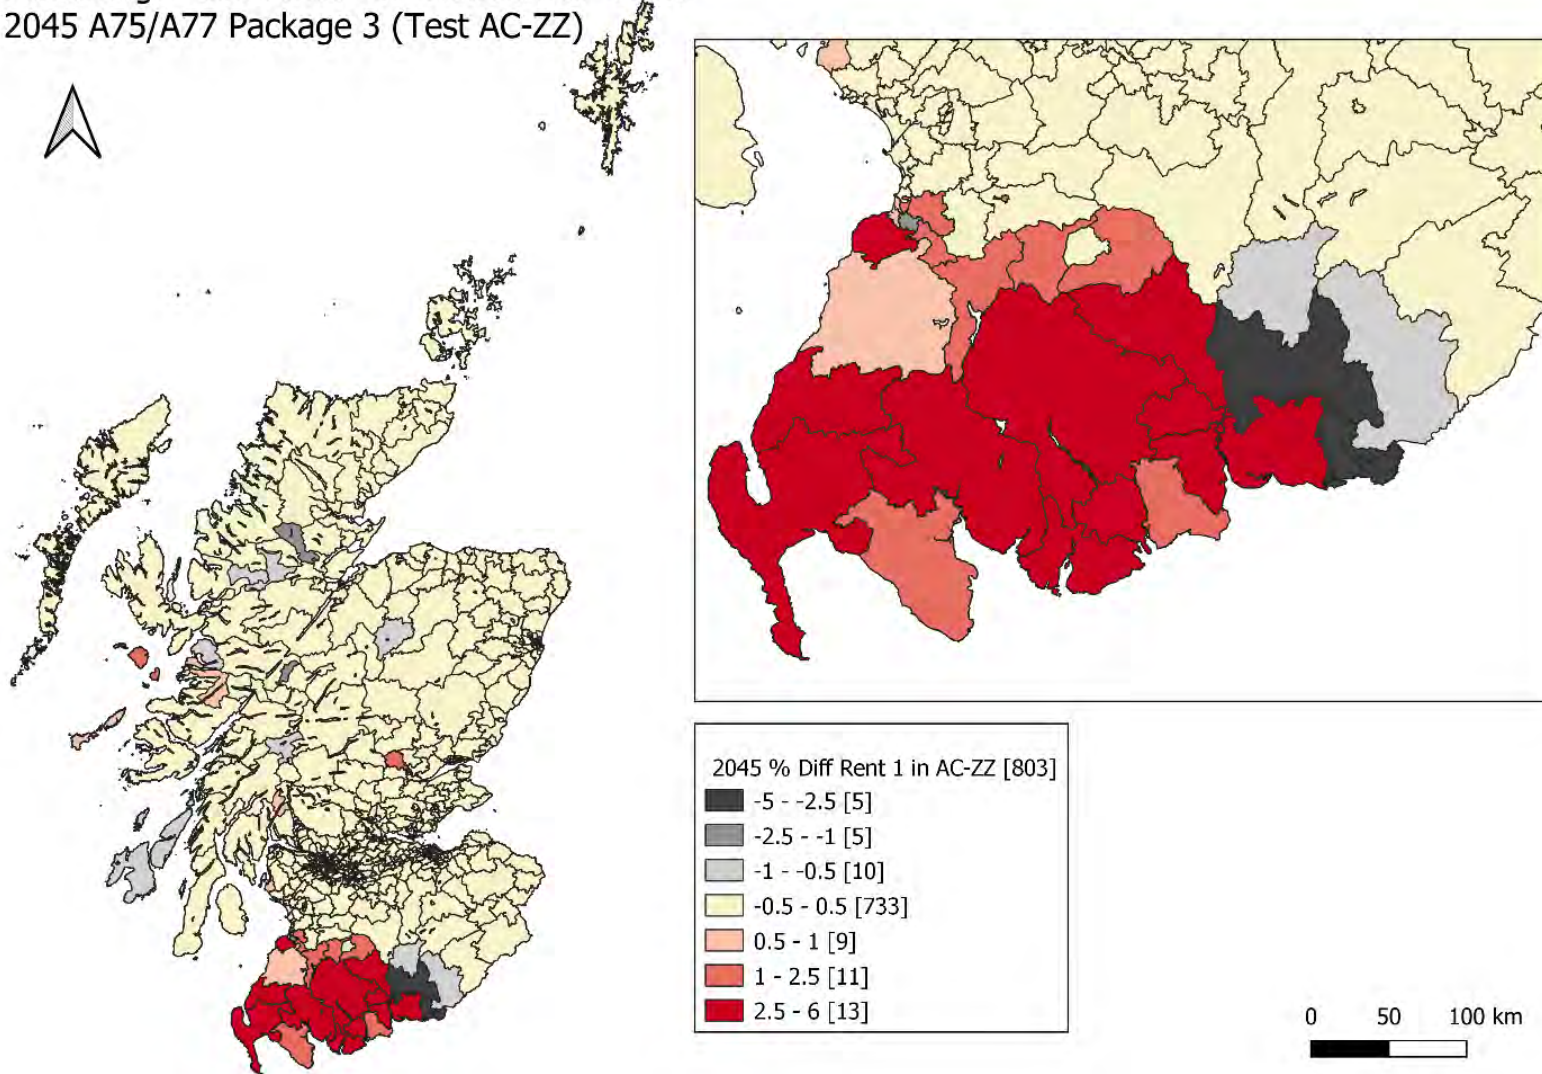 2045 A75/A77 Package 3 (Test AC-ZZ)
2045 % Diff Rent 1 in AC-ZZ [803]
-5 - -2.5 [5]
-2.5 - -1 [5]
-1 - -0.5 [10]
-0.5 - 0.5 [733]
0.5 - 1 [9]
1 - 2.5 [11]
2.5 - 6 [13]
0 50 100 km